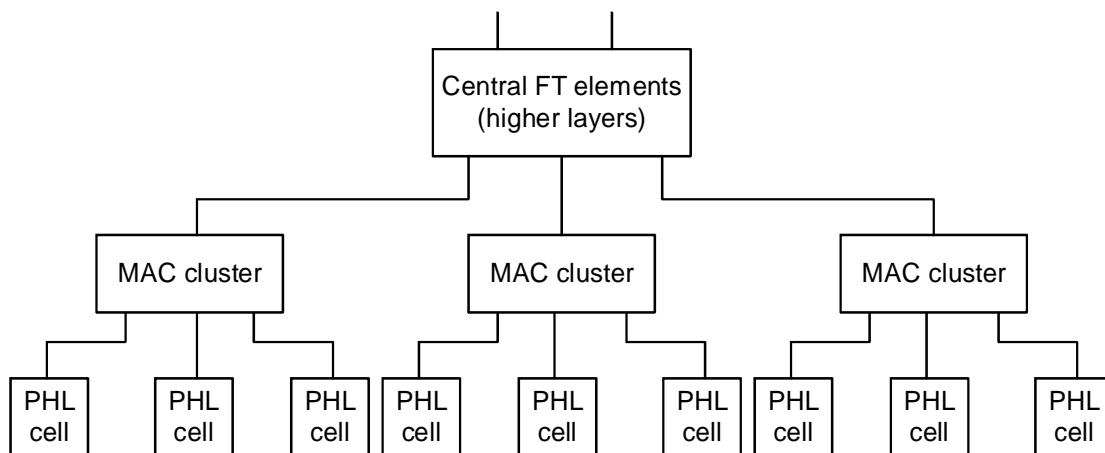 Central FT elements
(higher layers)
MAC cluster
MAC cluster
MAC cluster
PHL
cell
PHL
cell
PHL
cell
PHL
cell
PHL
cell
PHL
cell
PHL
cell
PHL
cell
PHL
cell